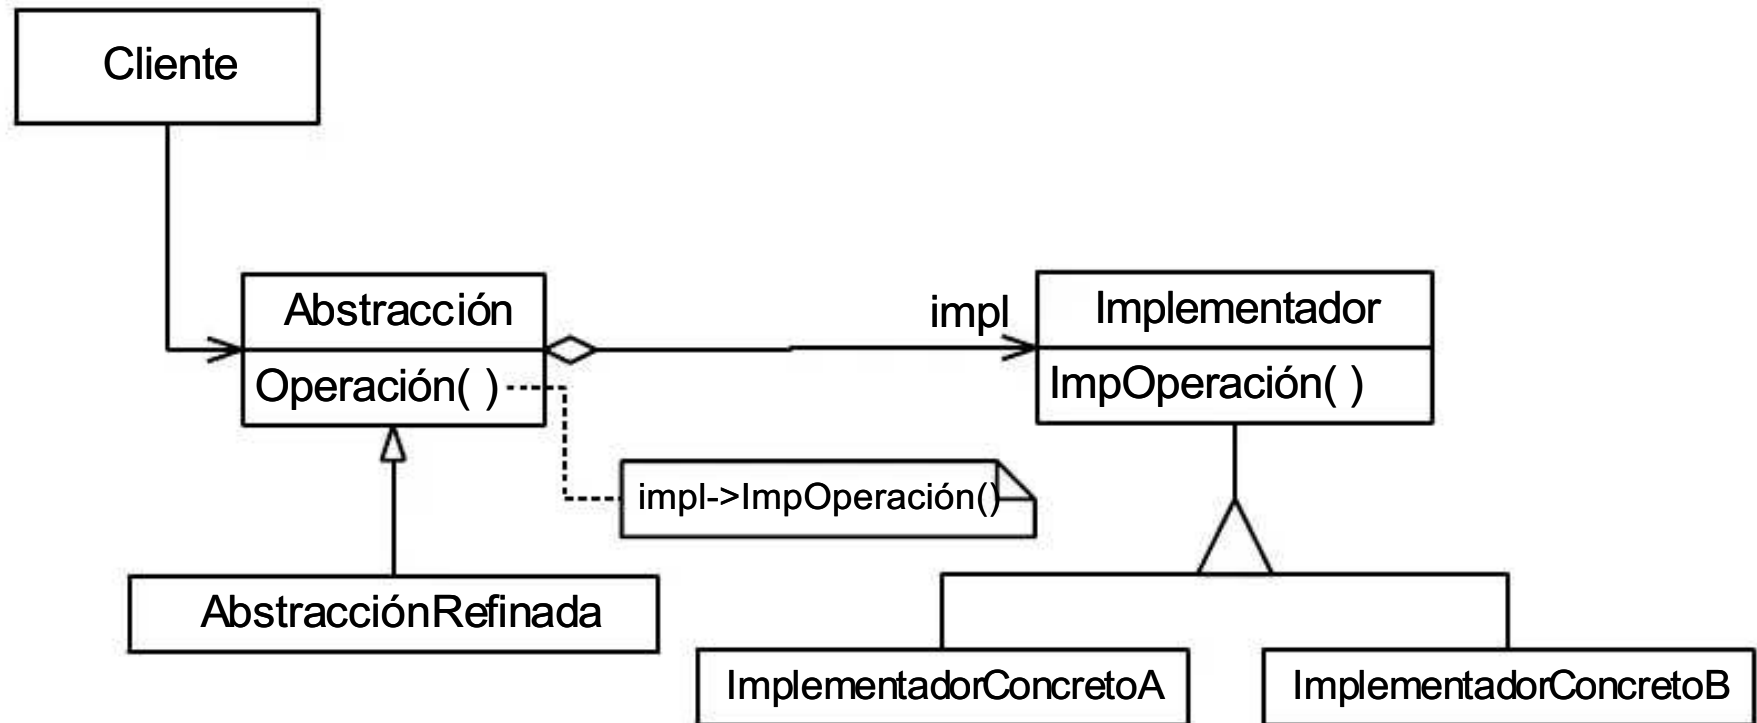 Cliente
Abstracción
Operación( )
impl
Implementador
ImpOperación( )
impl->ImpOperación()
AbstracciónRefinada
ImplementadorConcretoA
ImplementadorConcretoB